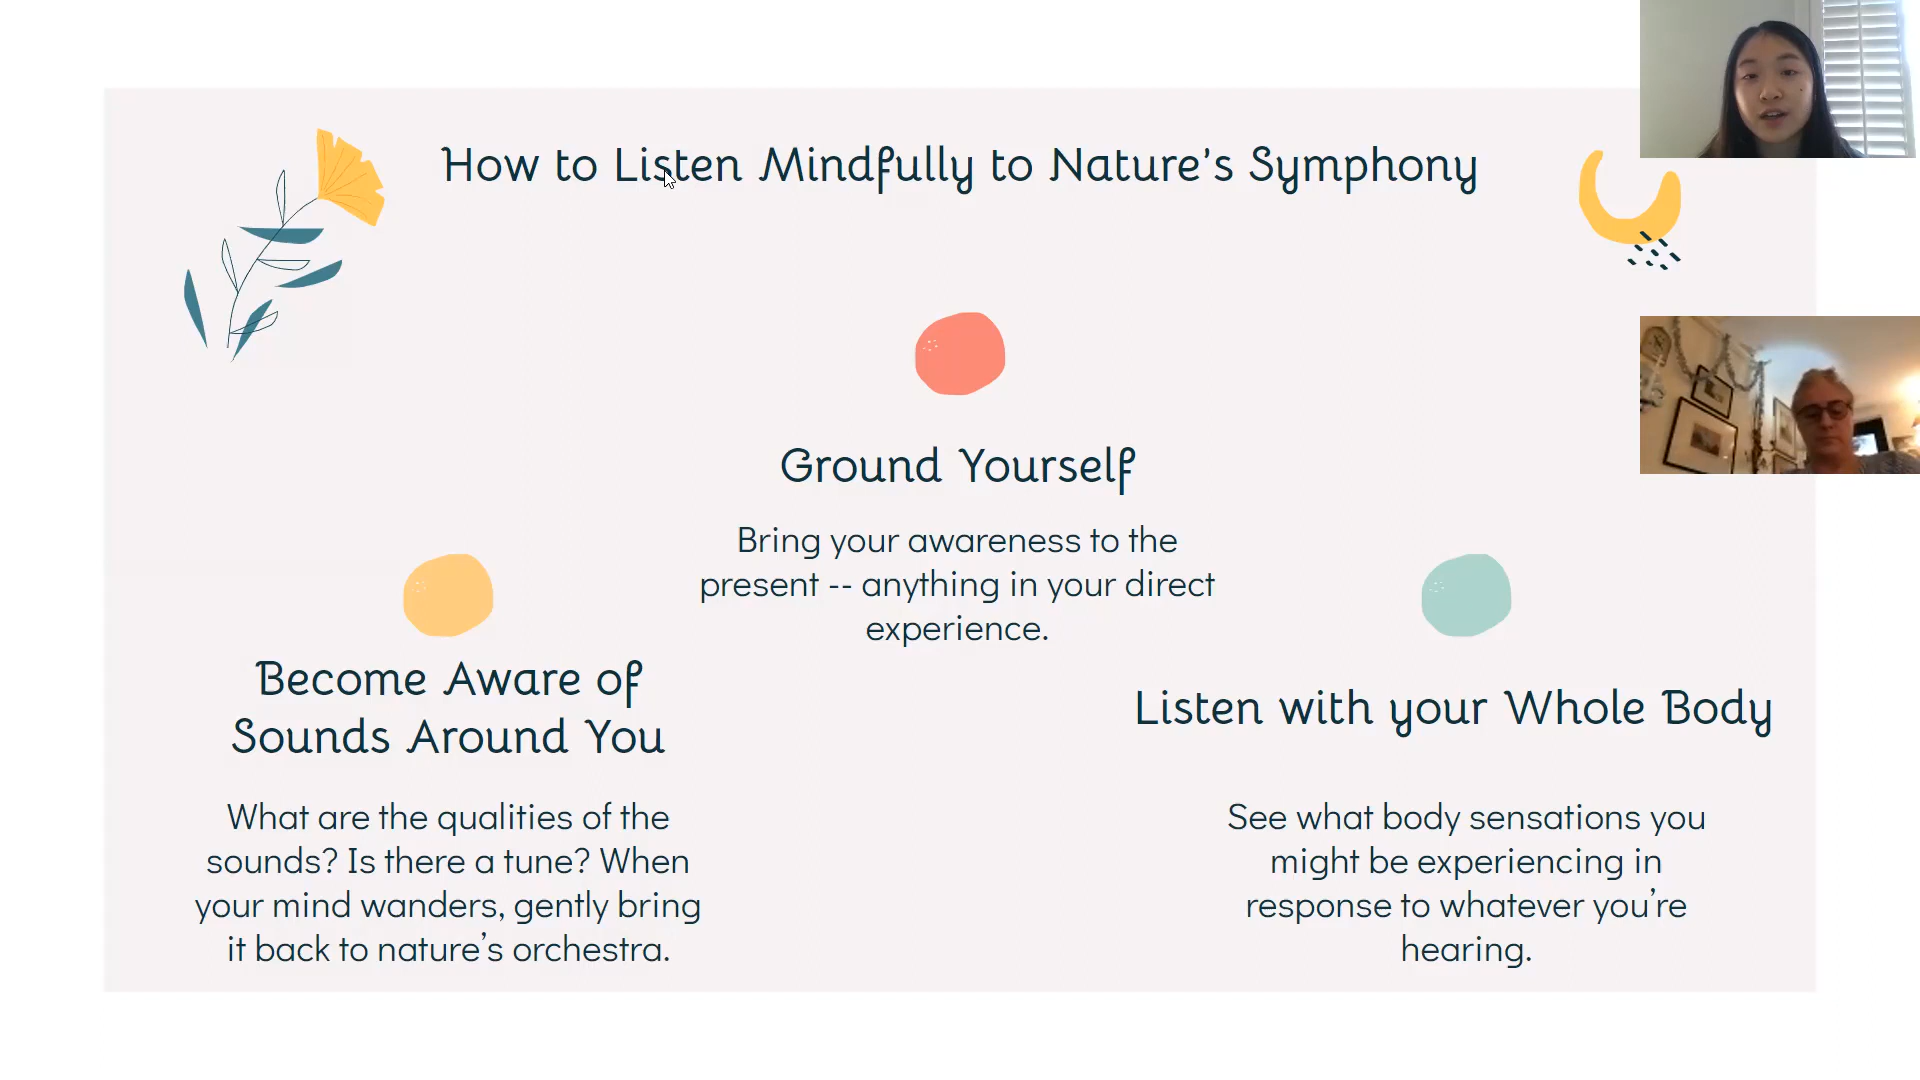 How to Listen Mindfully to Nature's Symphony
Ground Yourself
Bring your awareness to the
present -- anything in your direct
experience.
Become Aware of
Sounds Around You
What are the qualities of the
sounds? Is there a tune? When
your mind wanders, gently bring
it back to nature's orchestra.
Listen with your Whole Body
See what body sensations you
might be experiencing in
response to whatever you're
hearing.